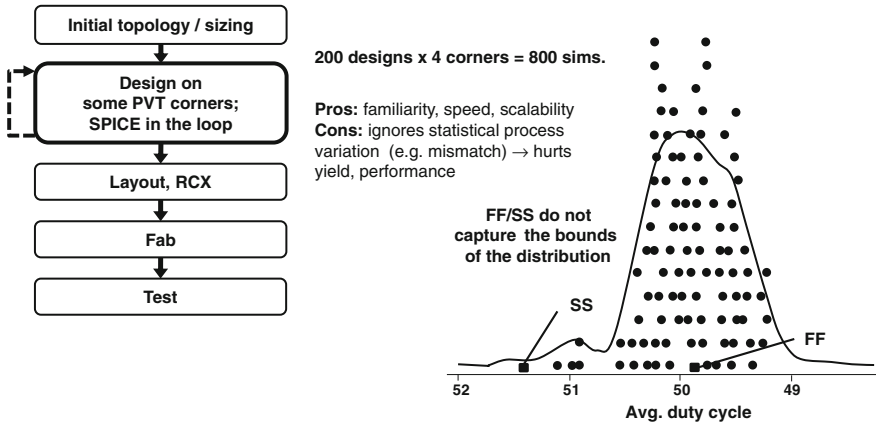 Initial topology / sizing
Design on
some PVT corners;
SPICE in the loop
Layout, RCX
Fab
Test
200 designs x 4 corners = 800 sims.
Pros: familiarity, speed, scalability
Cons: ignores statistical process
variation (e.g. mismatch) → hurts
yield, performance
FF/SS do not
capture the bounds
of the distribution
SS
FF
52 51 50 49
Avg. duty cycle